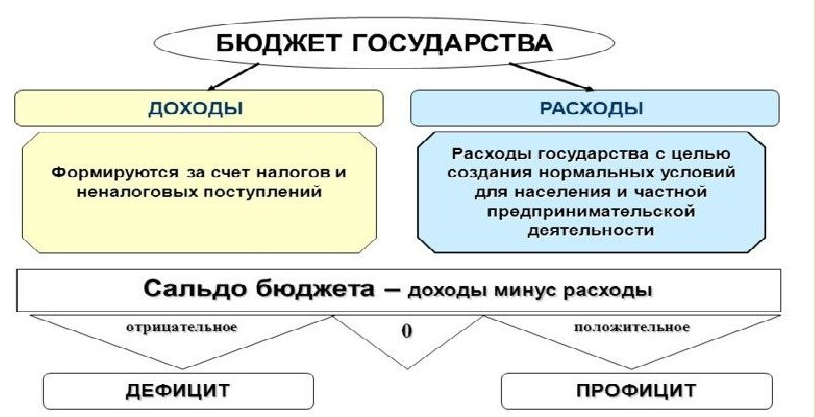 БЮДЖЕТ ГОСУДАРСТВА
ДОХОДЫ
РАСХОДЫ
Формируются за счет налогов и
неналоговых поступлений
Расходы государства с целью
создания нормальных условий
для населения и частной
предпринимательской
деятельности
Сальдо бюджета – доходы минус расходы
отрицательное
0
положительное
ДЕФИЦИТ
ПРОФИЦИТ